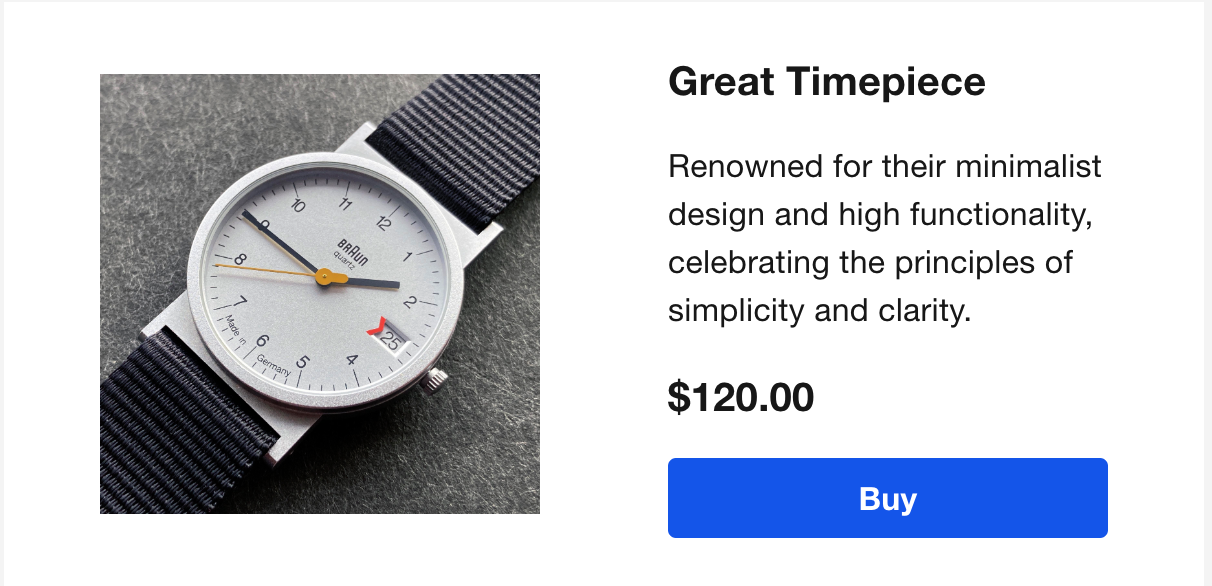 Great Timepiece
Renowned for their minimalist
design and high functionality,
celebrating the principles of
simplicity and clarity.
$120.00
Buy
10
11
12
9
BRAUN
quartz
8
1
7
2
Made in
25
6
Germany
5
4